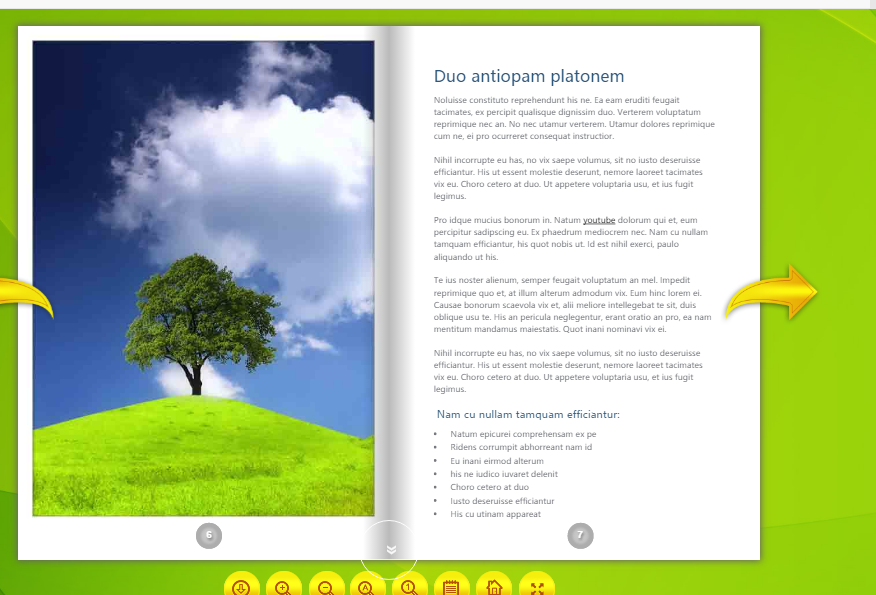 Duo antiopam platonem
Noluisse constituto reprehendunt his ne. Ea eam eruditi feugait
tacimates, ex percipit qualisque dignissim duo. Verterem voluptatum
reprimique nec an. No nec utamur verterem. Utamur dolores reprimique
cum ne, ei pro ocurreret consequat instructior.
Nihil incorrupte eu has, no vix saepe volumus, sit no iusto deseruisse
efficiantur. His ut essent molestie deserunt, nemore laoreet tacimates
vix eu. Choro cetero at duo. Ut appetere voluptaria usu, et ius fugit
legimus.
Pro idque mucius bonorum in. Natum youtube dolorum qui et, eum
percipitur sadipscing eu. Ex phaedrum mediocrem nec. Nam cu nullam
tamquam efficiantur, his quot nobis ut. Id est nihil exerci, paulo
aliquando ut his.
Te ius noster alienum, semper feugait voluptatum an mel. Impedit
reprimique quo et, at illum alterum admodum vix. Eum hinc lorem ei.
Causae bonorum scaevola vix et, alii meliore intellegebat te sit, duis
oblique usu te. His an pericula neglegentur, erant oratio an pro, ea nam
mentitum mandamus maiestatis. Quot inani nominavi vix ei.
Nihil incorrupte eu has, no vix saepe volumus, sit no iusto deseruisse
efficiantur. His ut essent molestie deserunt, nemore laoreet tacimates
vix eu. Choro cetero at duo. Ut appetere voluptaria usu, et ius fugit
legimus.
Nam cu nullam tamquam efficiantur:
• Natum epicurei comprehensam ex pe
• Ridens corrumpit abhorreant nam id
• Eu inani eirmod alterum
• his ne iudico iuvaret delenit
• Choro cetero at duo
• Iusto deseruisse efficiantur
• His cu utinam appareat
6
7
A
1